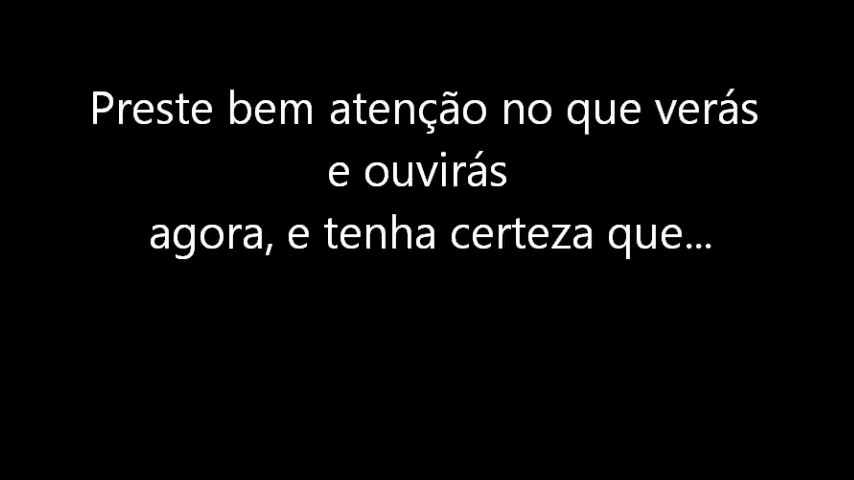 Preste bem atenção no que verás
e ouvirás
agora, e tenha certeza que...